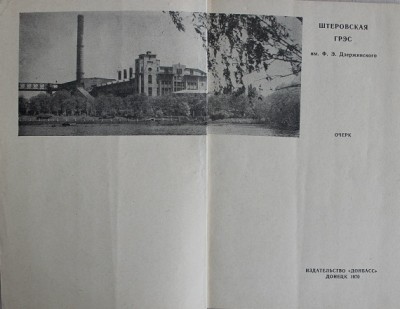 ШТЕРОВСКАЯ
ГРЭС
им. Ф. Э. Дзержинского
ОЧЕРК
ИЗДАТЕЛЬСТВО «ДОНБАСС»
ДОНЕЦК 1970